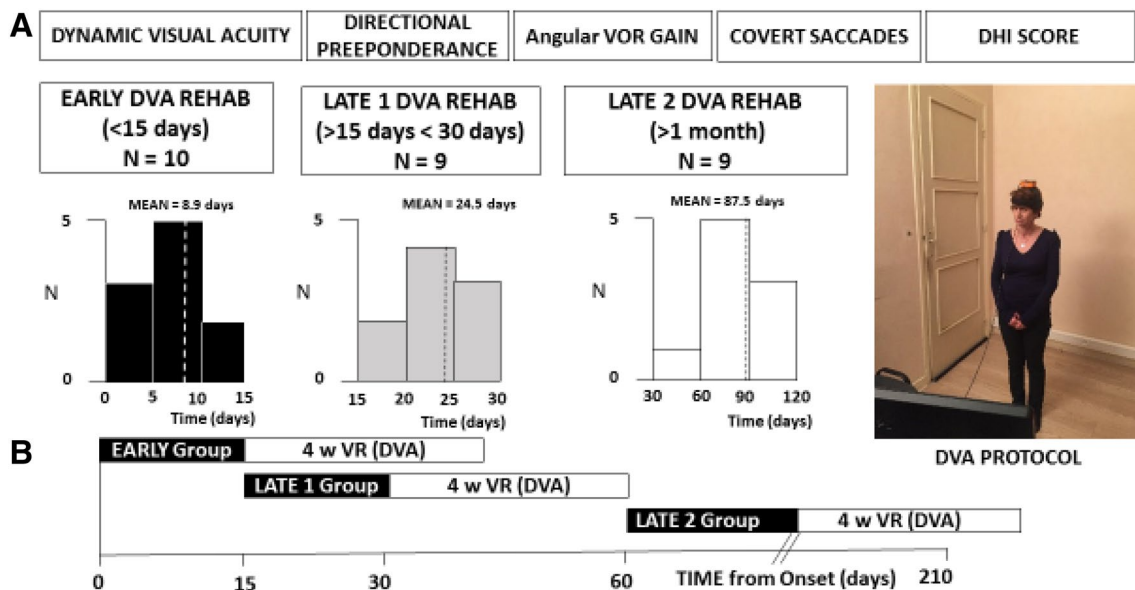 A
DYNAMIC VISUAL ACUITY
DIRECTIONAL
PREEPONDERANCE
Angular VOR GAIN
COVERT SACCADES
DHI SCORE
EARLY DVA REHAB
(<15 days)
N = 10
LATE 1 DVA REHAB
(>15 days < 30 days)
N = 9
LATE 2 DVA REHAB
(>1 month)
N = 9
MEAN = 8.9 days
5
N
0
0 5 10 15
Time (days)
MEAN = 24.5 days
5
N
0
15 20 25 30
Time (days)
MEAN = 87.5 days
5
N
0
30 60 90 120
Time (days)
DVA PROTOCOL
B
EARLY Group 4 w VR (DVA)
LATE 1 Group 4 w VR (DVA)
LATE 2 Group 4 w VR (DVA)
0 15 30 60 TIME from Onset (days) 210